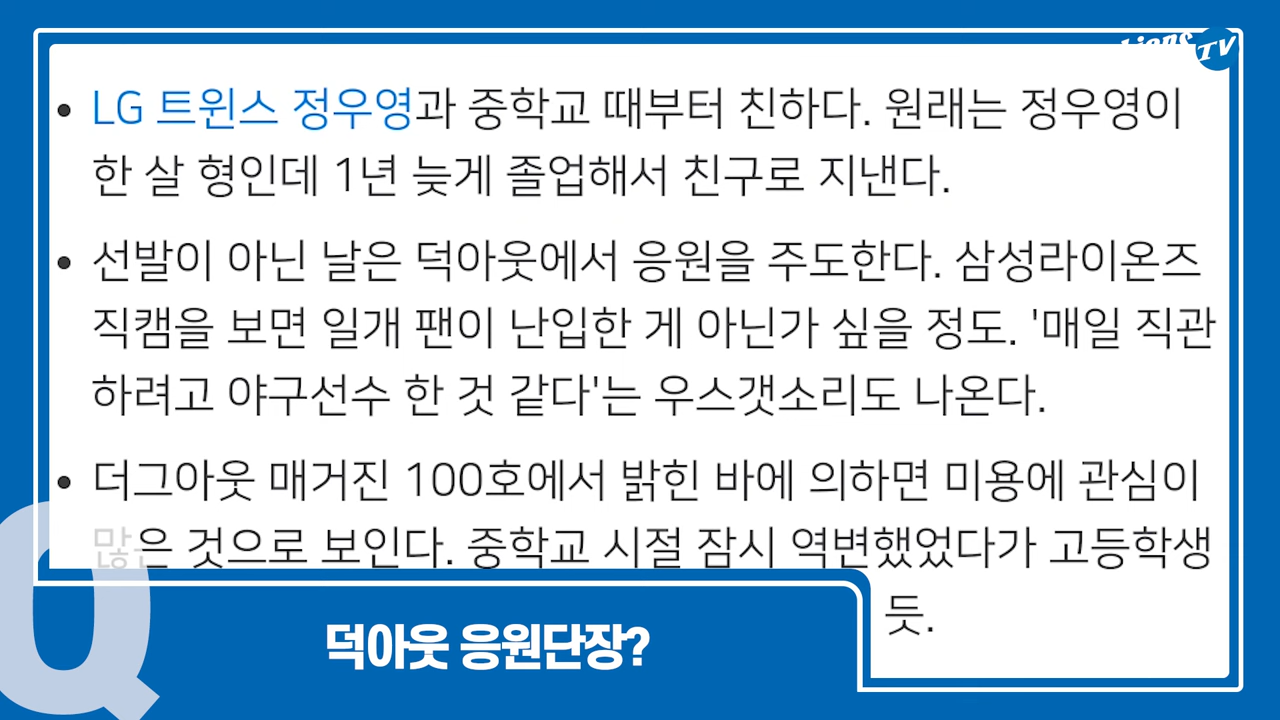 Lions TV
• LG 트윈스 정우영과 중학교 때부터 친하다. 원래는 정우영이
한 살 형인데 1년 늦게 졸업해서 친구로 지낸다.
• 선발이 아닌 날은 덕아웃에서 응원을 주도한다. 삼성라이온즈
직캠을 보면 일개 팬이 난입한 게 아닌가 싶을 정도. '매일 직관
하려고 야구선수 한 것 같다'는 우스갯소리도 나온다.
• 더그아웃 매거진 100호에서 밝힌 바에 의하면 미용에 관심이
많은 것으로 보인다. 중학교 시절 잠시 역변했었다가 고등학생
듯.
Q
덕아웃 응원단장?